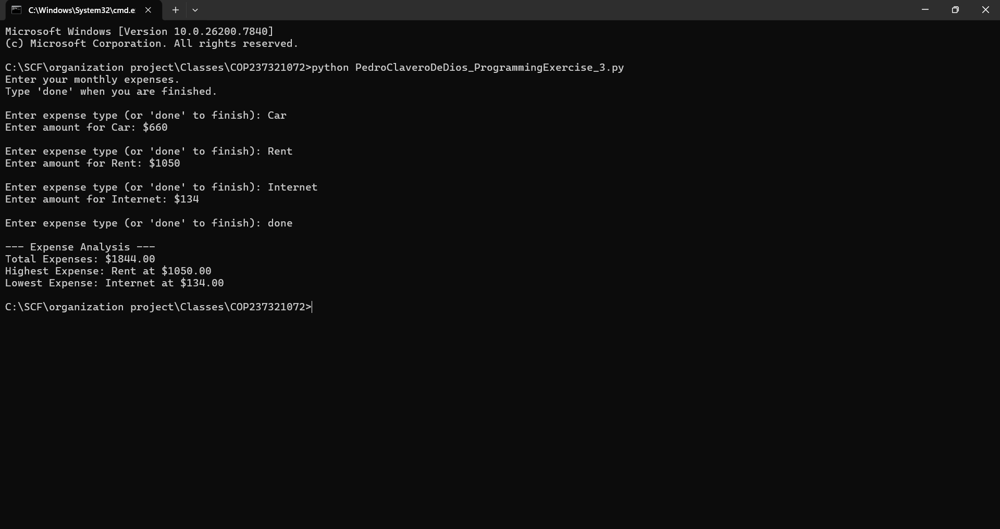 C:\Windows\System32\cmd.e
Microsoft Windows [Version 10.0.26200.7840]
(c) Microsoft Corporation. All rights reserved.
C:\SCF\organization project\Classes\COP237321072>python PedroClaveroDeDios_ProgrammingExercise_3.py
Enter your monthly expenses.
Type 'done' when you are finished.
Enter expense type (or 'done' to finish): Car
Enter amount for Car: $660
Enter expense type (or 'done' to finish): Rent
Enter amount for Rent: $1050
Enter expense type (or 'done' to finish): Internet
Enter amount for Internet: $134
Enter expense type (or 'done' to finish): done
--- Expense Analysis ---
Total Expenses: $1844.00
Highest Expense: Rent at $1050.00
Lowest Expense: Internet at $134.00
C:\SCF\organization project\Classes\COP237321072>